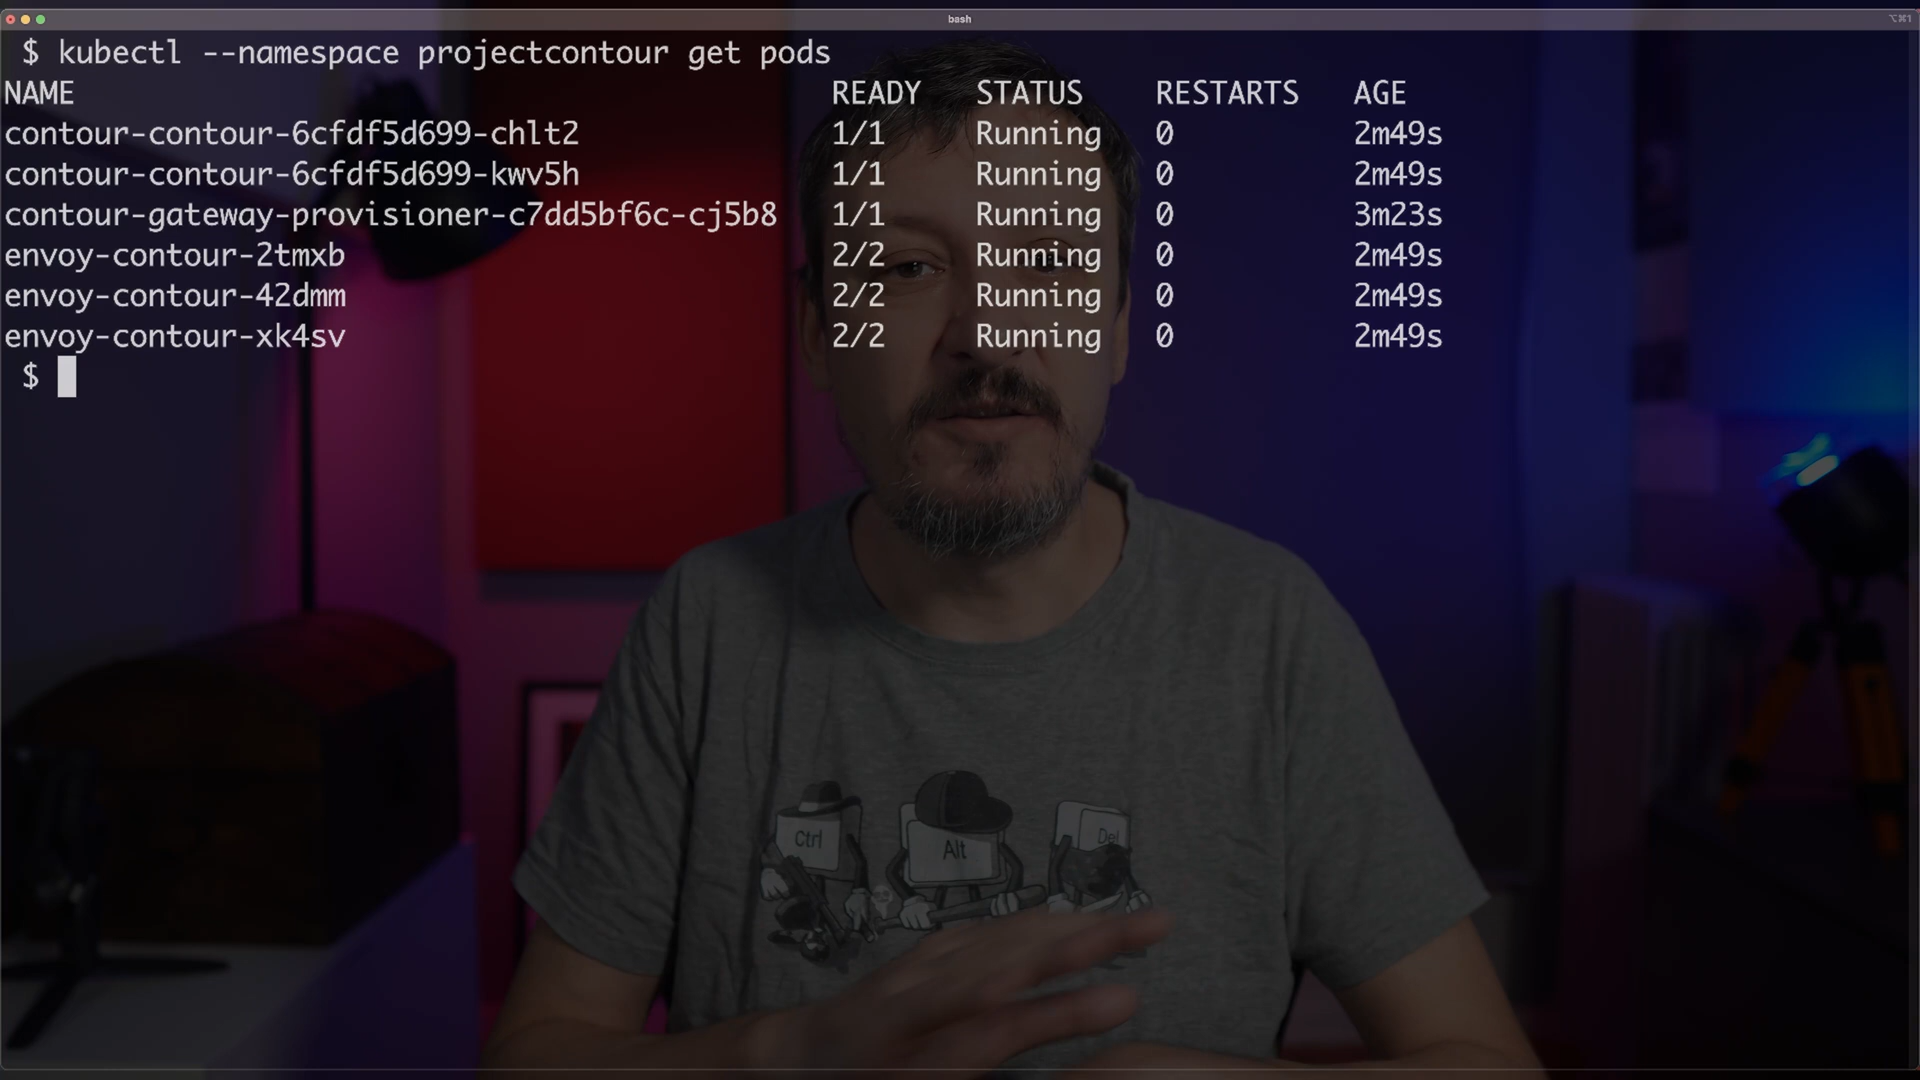 bash
⌥⌘1
$ kubectl --namespace projectcontour get pods
NAME READY STATUS RESTARTS AGE
contour-contour-6cfdf5d699-chlt2 1/1 Running 0 2m49s
contour-contour-6cfdf5d699-kwv5h 1/1 Running 0 2m49s
contour-gateway-provisioner-c7dd5bf6c-cj5b8 1/1 Running 0 3m23s
envoy-contour-2tmxb 2/2 Running 0 2m49s
envoy-contour-42dmm 2/2 Running 0 2m49s
envoy-contour-xk4sv 2/2 Running 0 2m49s
$
Ctrl
Alt
Del